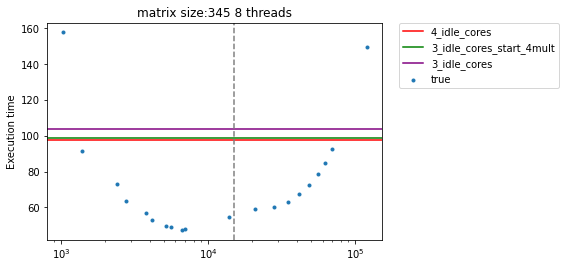 matrix size:345 8 threads
Execution time
160
140
120
100
80
60
10³
10⁴
10⁵
4_idle_cores
3_idle_cores_start_4mult
3_idle_cores
true